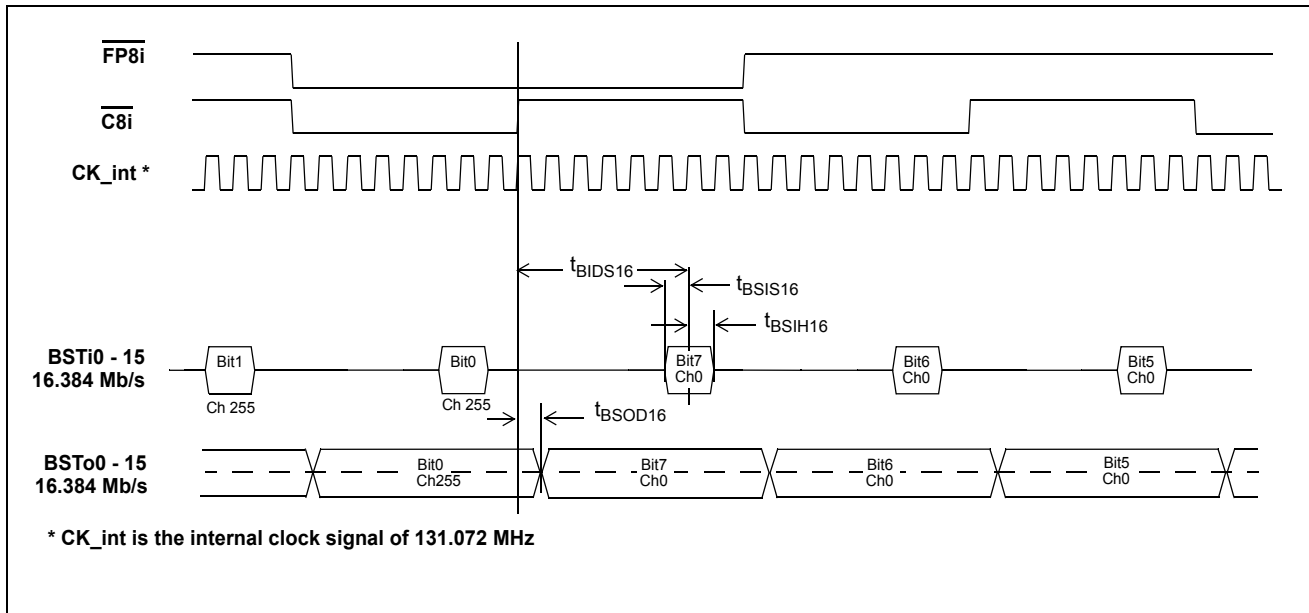 FP8i
C8i
CK_int *
tBIDS16
tBSIS16
tBSIH16
BSTi0 - 15
16.384 Mb/s
Bit1
Ch 255
Bit0
Ch 255
Bit7
Ch0
Bit6
Ch0
Bit5
Ch0
tBSOD16
BSTo0 - 15
16.384 Mb/s
Bit0
Ch255
Bit7
Ch0
Bit6
Ch0
Bit5
Ch0
* CK_int is the internal clock signal of 131.072 MHz